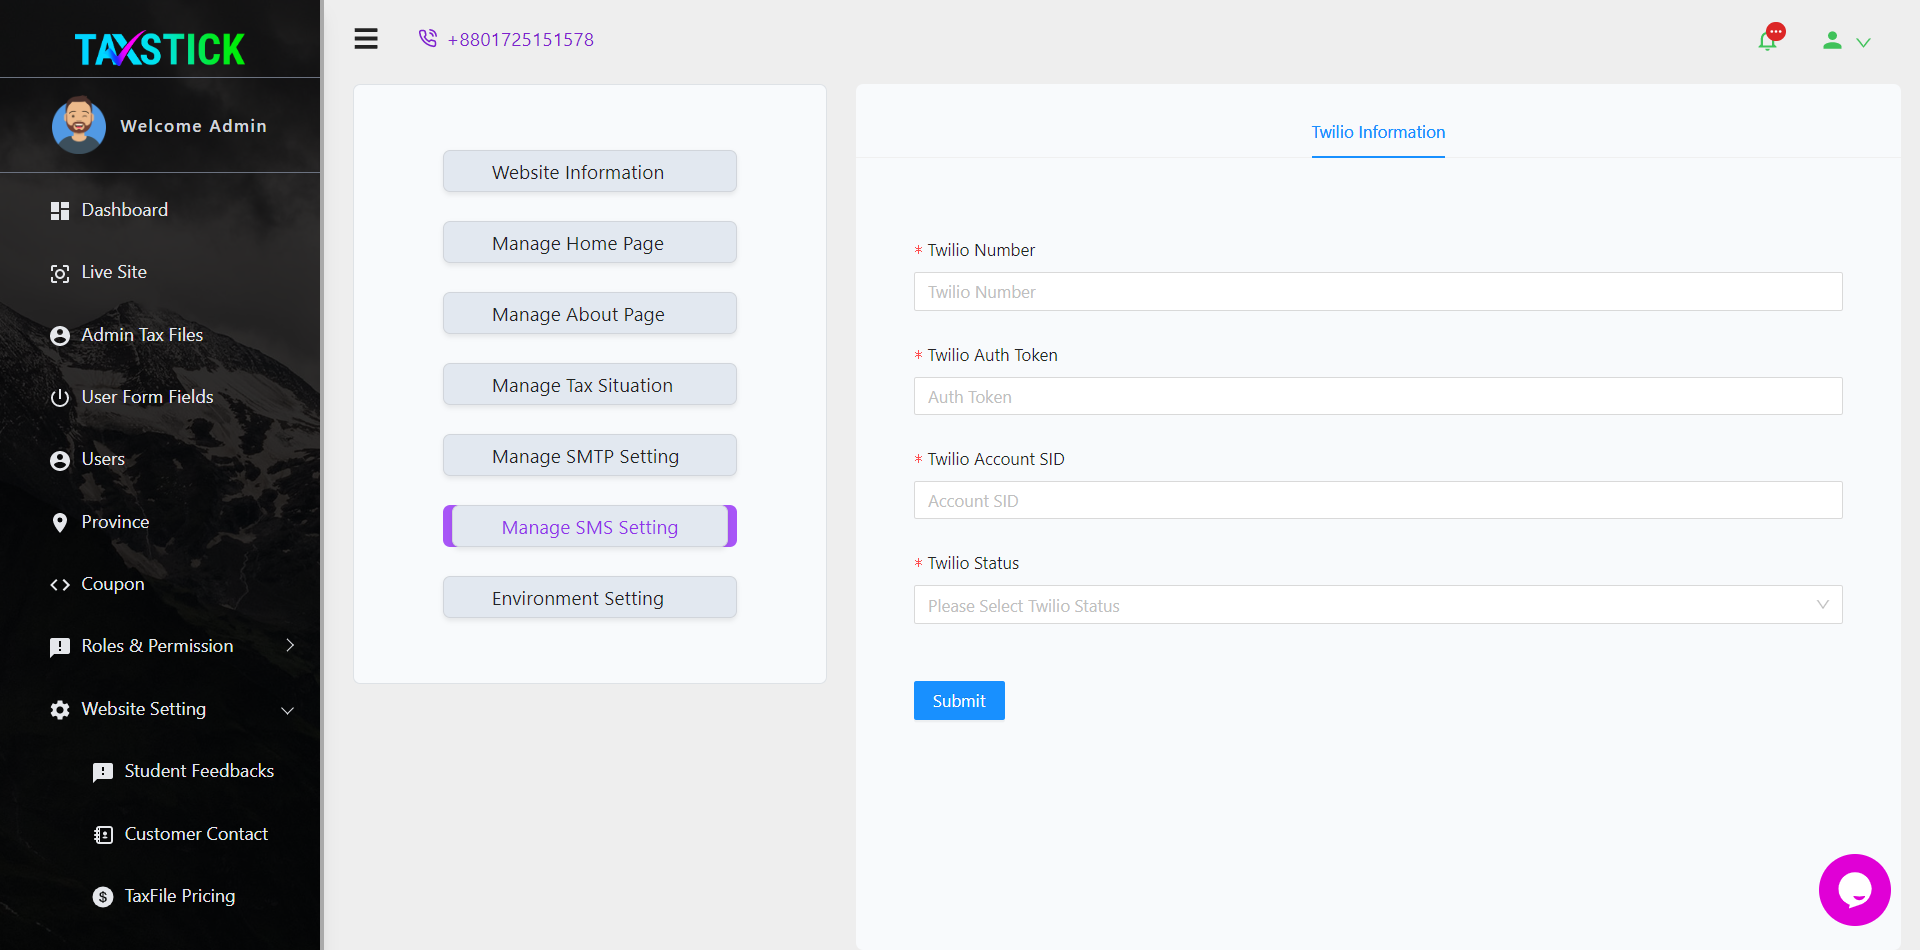 TAXSTICK
Welcome Admin
Dashboard
Live Site
Admin Tax Files
User Form Fields
Users
Province
Coupon
Roles & Permission
Website Setting
Student Feedbacks
Customer Contact
TaxFile Pricing
+8801725151578
Website Information
Manage Home Page
Manage About Page
Manage Tax Situation
Manage SMTP Setting
Manage SMS Setting
Environment Setting
Twilio Information
* Twilio Number
Twilio Number
* Twilio Auth Token
Auth Token
* Twilio Account SID
Account SID
* Twilio Status
Please Select Twilio Status
Submit